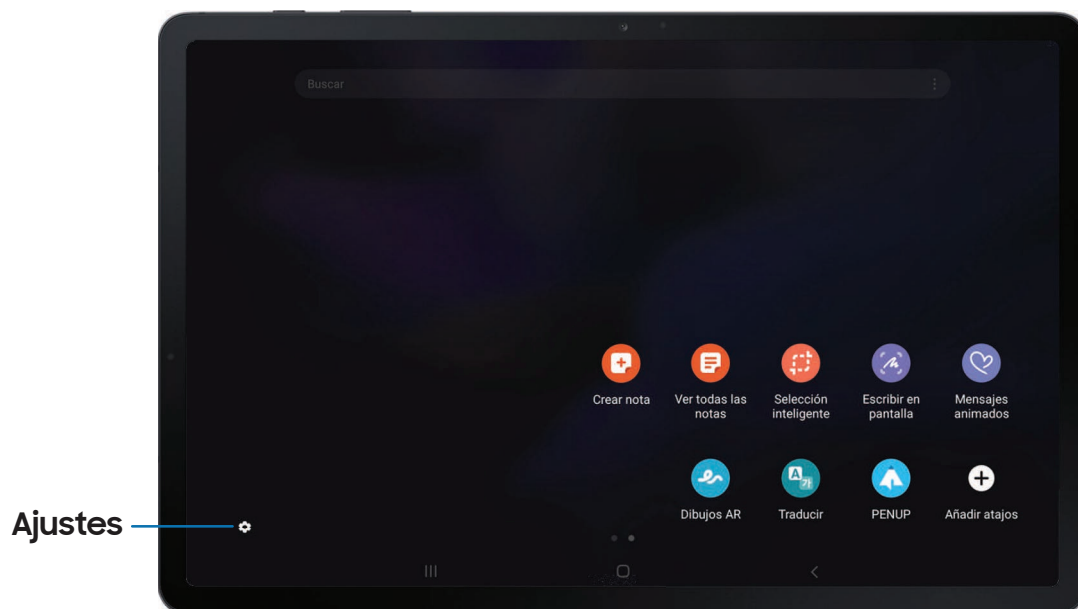 Buscar
Crear nota
Ver todas las
notas
Selección
inteligente
Escribir en
pantalla
Mensajes
animados
Dibujos AR
Traducir
PENUP
Añadir atajos
Ajustes